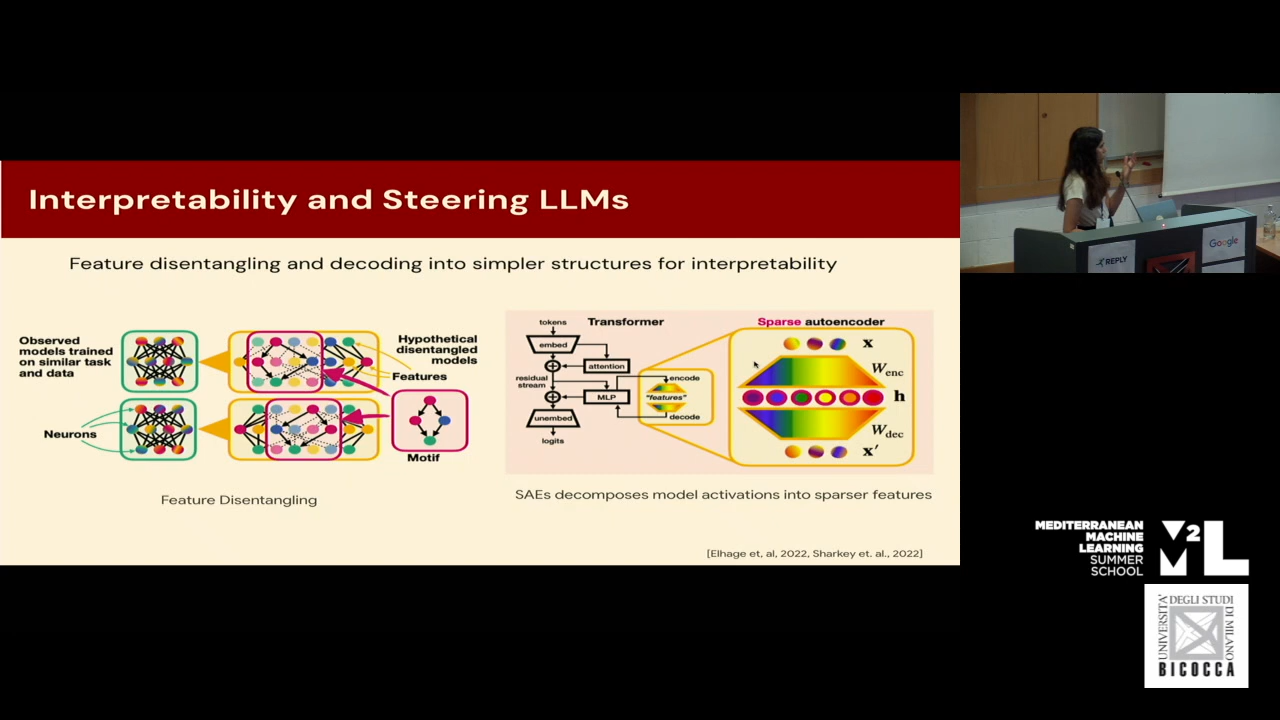 Interpretability and Steering LLMs
Feature disentangling and decoding into simpler structures for interpretability
Observed
models trained
on similar task
and data
Neurons
Hypothetical
disentangled
models
Features
Motif
Feature Disentangling
tokens
Transformer
embed
attention
residual
stream
MLP
unembed
logits
encode
"features"
decode
Sparse autoencoder
x
Wenc
h
Wdec
x′
SAEs decomposes model activations into sparser features
[Elhage et, al, 2022, Sharkey et. al., 2022]
REPLY
Google
MEDITERRANEAN
MACHINE
LEARNING
SUMMER
SCHOOL
M2L
UNIVERSITA'
DEGLI STUDI
DI MILANO
BICOCCA